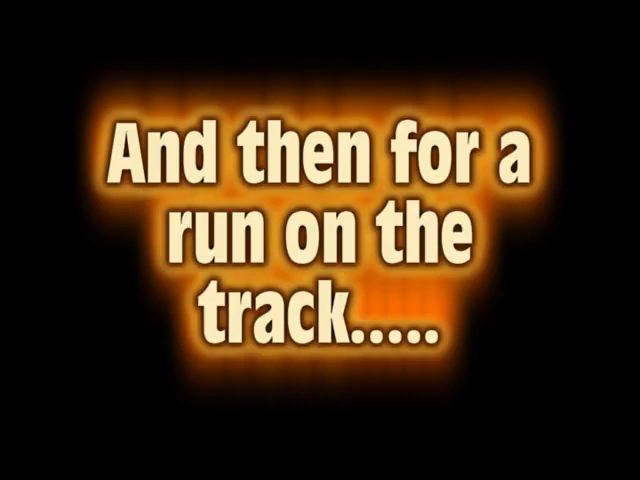 And then for a
run on the
track.....